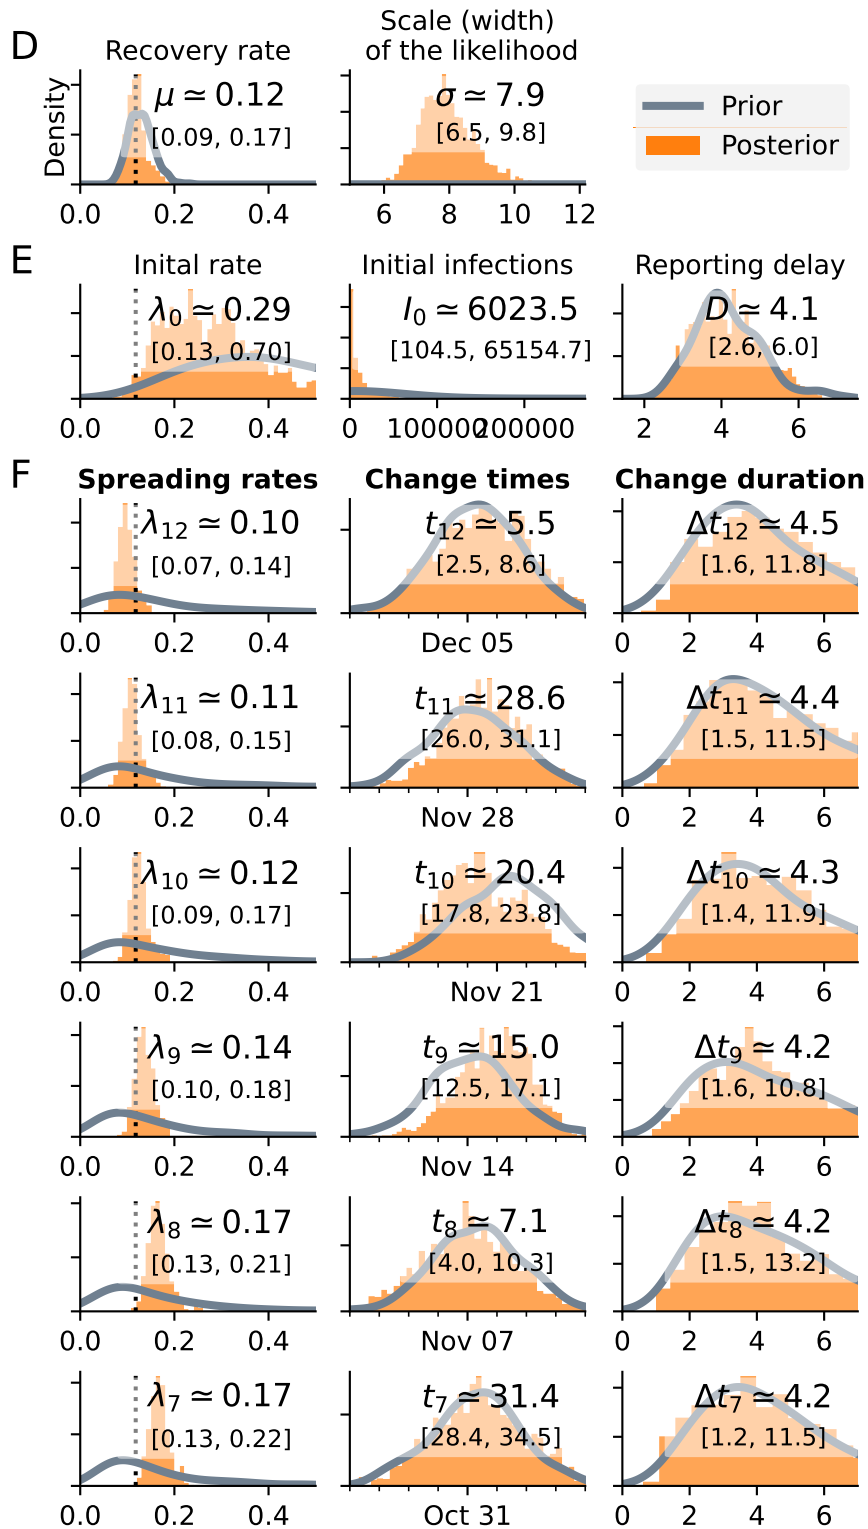 D
Recovery rate
Scale (width)
of the likelihood
Density
μ ≃ 0.12
[0.09, 0.17]
σ ≃ 7.9
[6.5, 9.8]
Prior
Posterior
0.0 0.2 0.4
6 8 10 12
E
Inital rate
Initial infections
Reporting delay
λ0 ≃ 0.29
[0.13, 0.70]
I0 ≃ 6023.5
[104.5, 65154.7]
D ≃ 4.1
[2.6, 6.0]
0.0 0.2 0.4
0 100000 200000
2 4 6
F
Spreading rates
Change times
Change duration
λ12 ≃ 0.10
[0.07, 0.14]
t12 ≃ 5.5
[2.5, 8.6]
Δt12 ≃ 4.5
[1.6, 11.8]
0.0 0.2 0.4
Dec 05
0 2 4 6
λ11 ≃ 0.11
[0.08, 0.15]
t11 ≃ 28.6
[26.0, 31.1]
Δt11 ≃ 4.4
[1.5, 11.5]
0.0 0.2 0.4
Nov 28
0 2 4 6
λ10 ≃ 0.12
[0.09, 0.17]
t10 ≃ 20.4
[17.8, 23.8]
Δt10 ≃ 4.3
[1.4, 11.9]
0.0 0.2 0.4
Nov 21
0 2 4 6
λ9 ≃ 0.14
[0.10, 0.18]
t9 ≃ 15.0
[12.5, 17.1]
Δt9 ≃ 4.2
[1.6, 10.8]
0.0 0.2 0.4
Nov 14
0 2 4 6
λ8 ≃ 0.17
[0.13, 0.21]
t8 ≃ 7.1
[4.0, 10.3]
Δt8 ≃ 4.2
[1.5, 13.2]
0.0 0.2 0.4
Nov 07
0 2 4 6
λ7 ≃ 0.17
[0.13, 0.22]
t7 ≃ 31.4
[28.4, 34.5]
Δt7 ≃ 4.2
[1.2, 11.5]
0.0 0.2 0.4
Oct 31
0 2 4 6